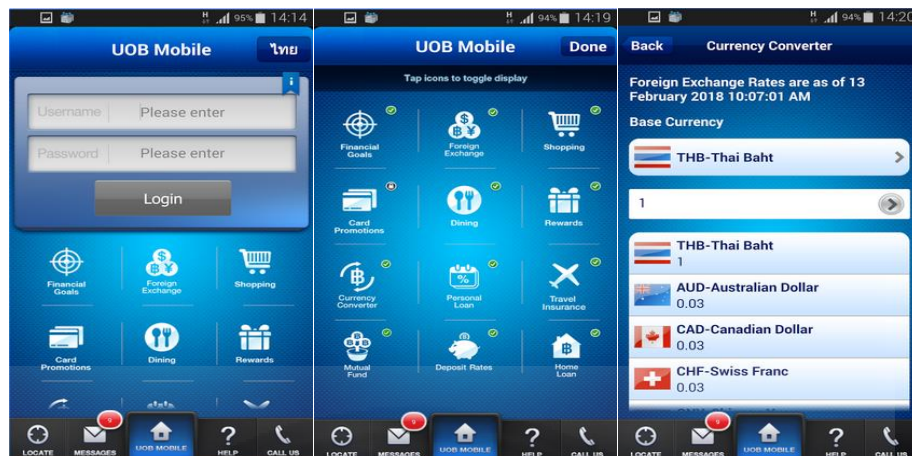 95% 14:14
UOB Mobile
ไทย
Username
Please enter
Password
Please enter
Login
Financial
Goals
Foreign
Exchange
Shopping
Card
Promotions
Dining
Rewards
LOCATE
MESSAGES
9
UOB MOBILE
HELP
CALL US
94% 14:19
UOB Mobile
Done
Tap icons to toggle display
Financial
Goals
Foreign
Exchange
Shopping
Card
Promotions
Dining
Rewards
Currency
Converter
Personal
Loan
Travel
Insurance
Mutual
Fund
Deposit Rates
Home
Loan
LOCATE
MESSAGES
9
UOB MOBILE
HELP
CALL US
94% 14:20
Back
Currency Converter
Foreign Exchange Rates are as of 13
February 2018 10:07:01 AM
Base Currency
THB-Thai Baht
1
THB-Thai Baht
1
AUD-Australian Dollar
0.03
CAD-Canadian Dollar
0.03
CHF-Swiss Franc
0.03
LOCATE
MESSAGES
9
UOB MOBILE
HELP
CALL US